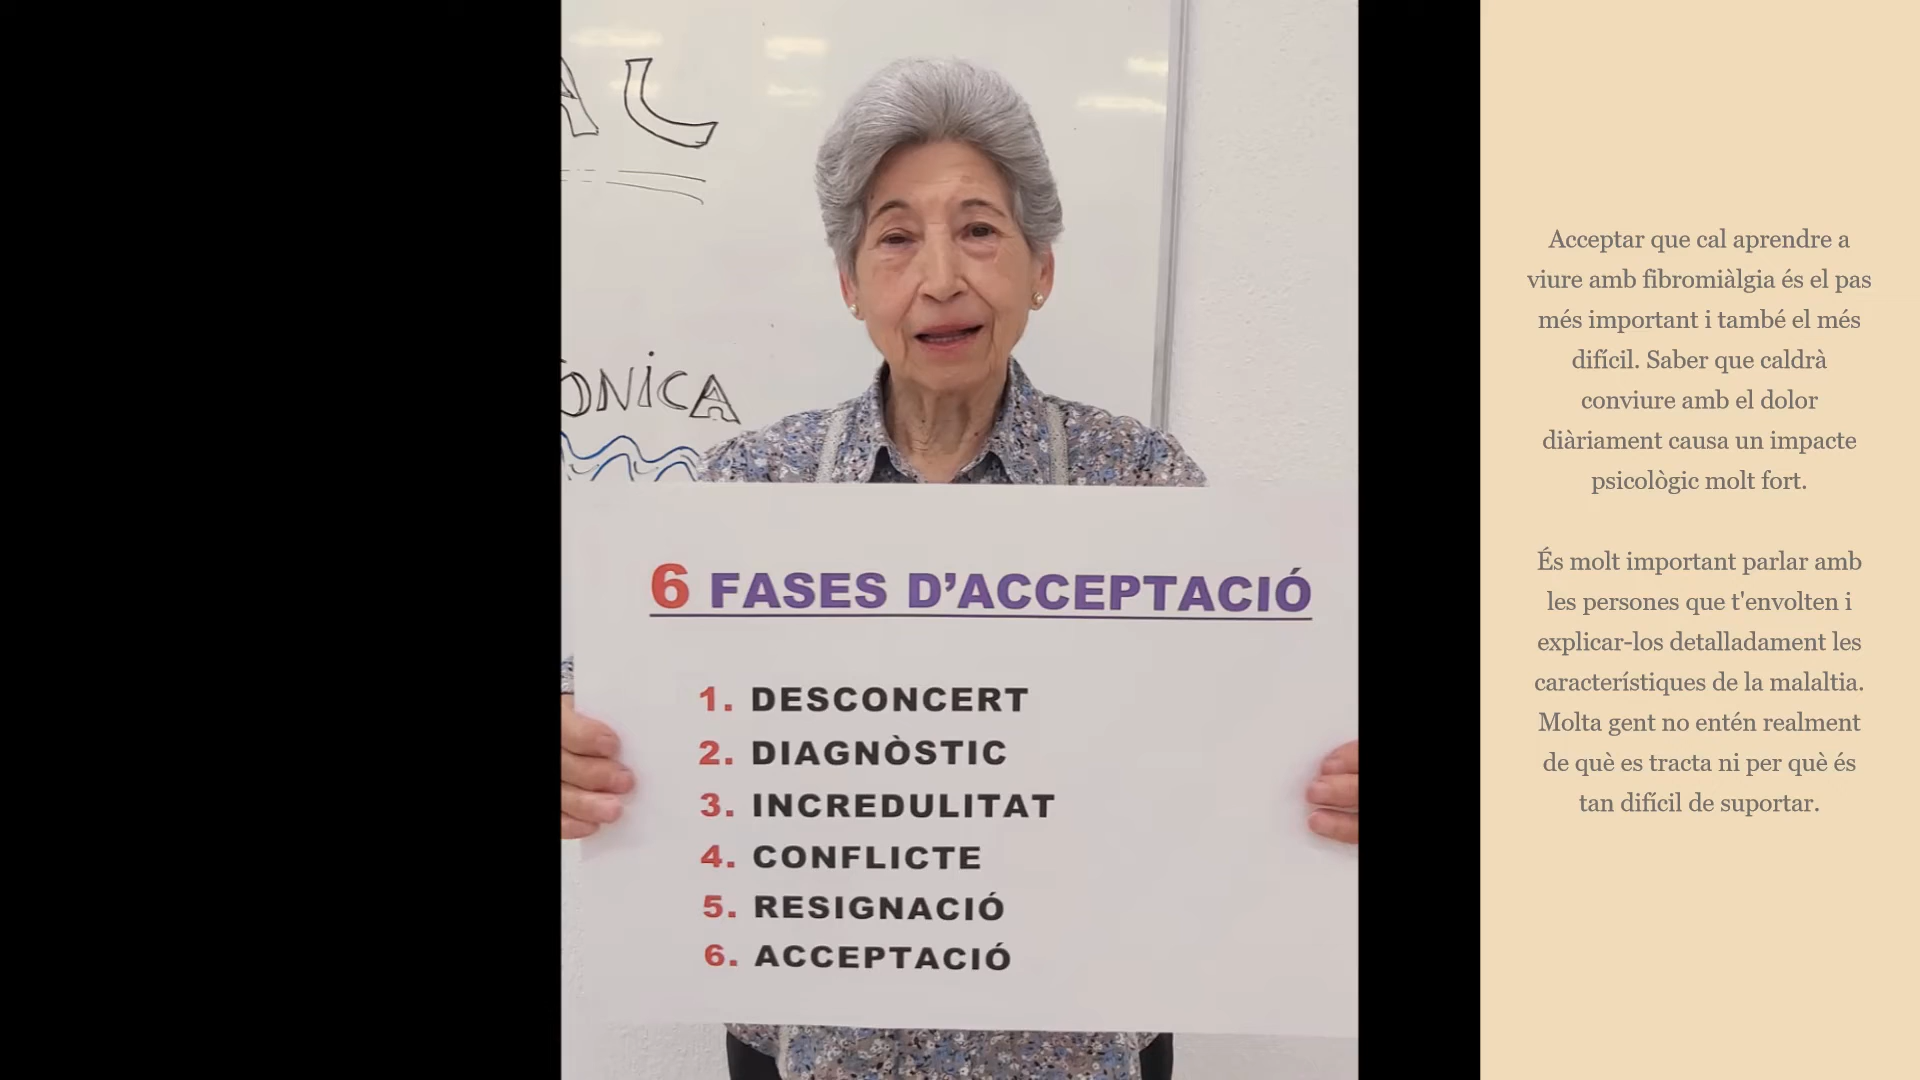 AL
ÒNiCA
6 FASES D'ACCEPTACIÓ
1. DESCONCERT
2. DIAGNÒSTIC
3. INCREDULITAT
4. CONFLICTE
5. RESIGNACIÓ
6. ACCEPTACIÓ
Acceptar que cal aprendre a
viure amb fibromiàlgia és el pas
més important i també el més
difícil. Saber que caldrà
conviure amb el dolor
diàriament causa un impacte
psicològic molt fort.
És molt important parlar amb
les persones que t'envolten i
explicar-los detalladament les
característiques de la malaltia.
Molta gent no entén realment
de què es tracta ni per què és
tan difícil de suportar.